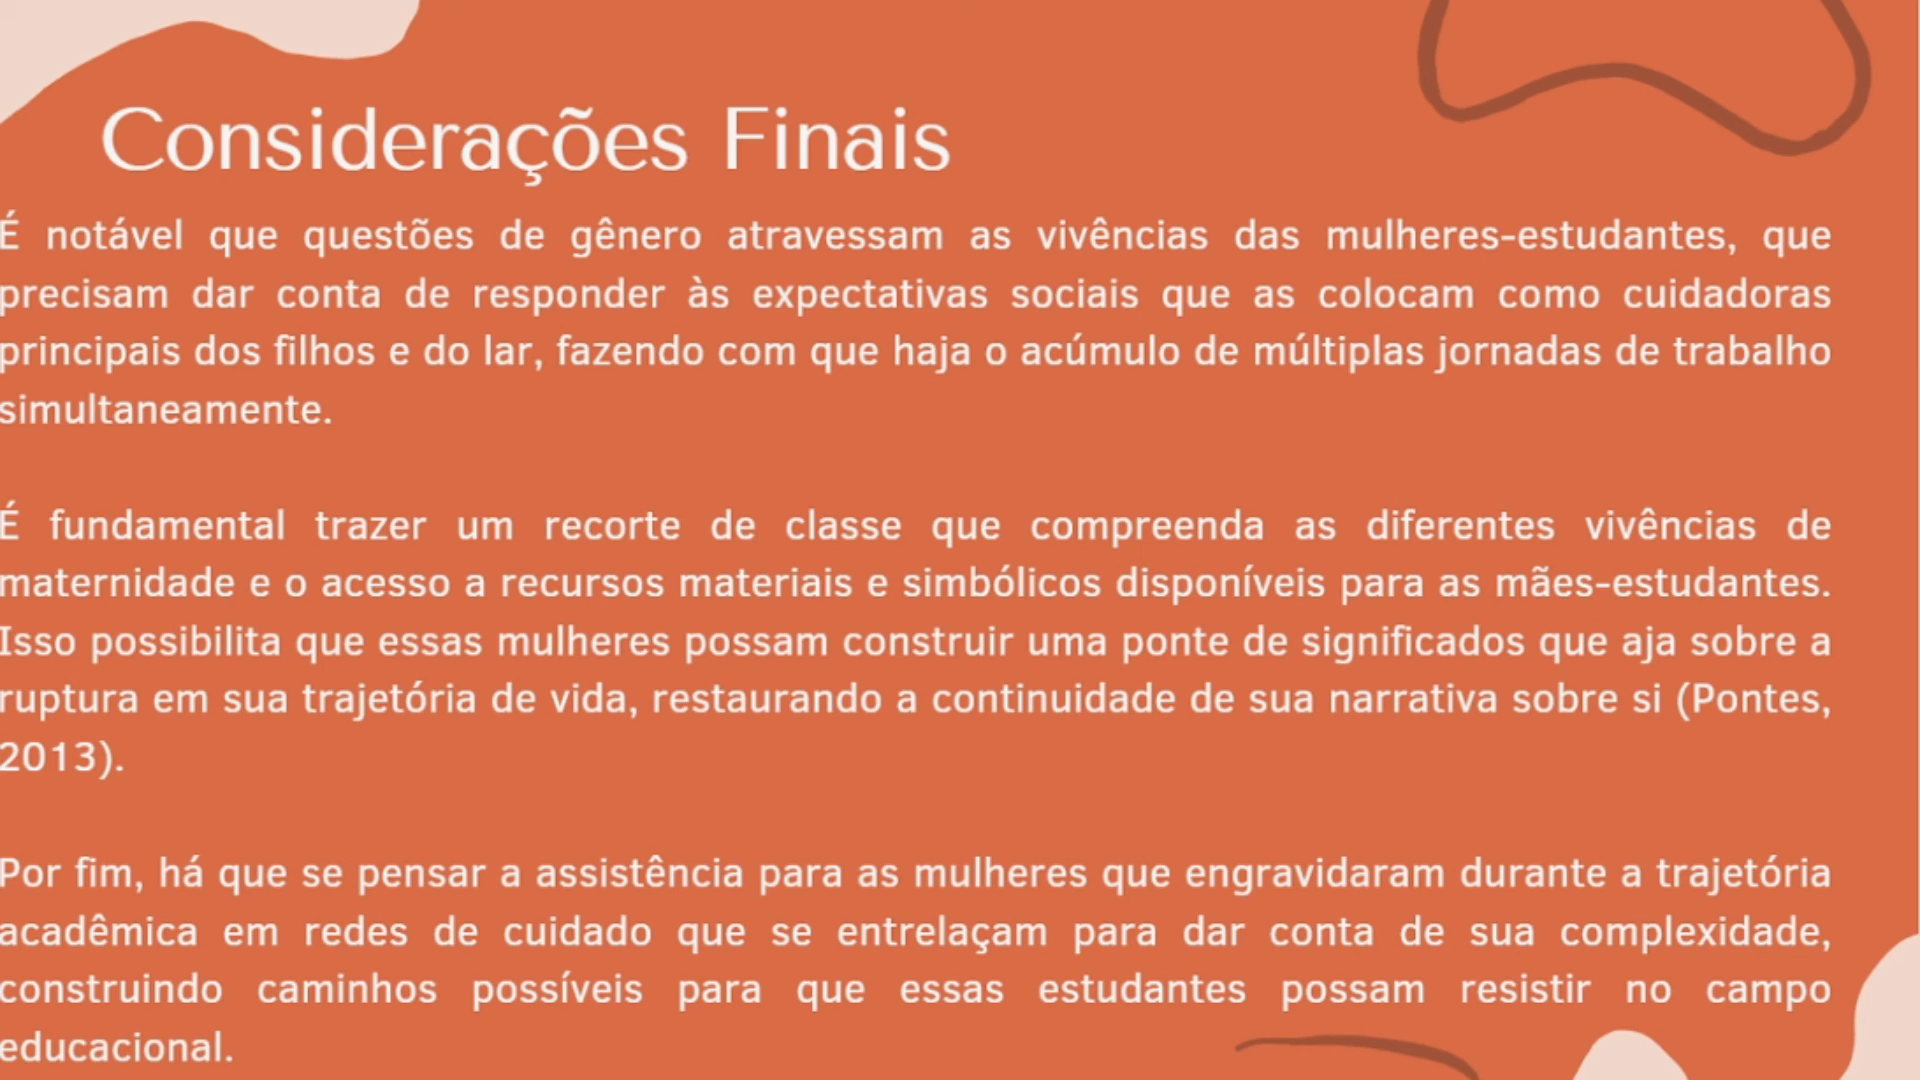 Considerações Finais
É notável que questões de gênero atravessam as vivências das mulheres-estudantes, que
precisam dar conta de responder às expectativas sociais que as colocam como cuidadoras
principais dos filhos e do lar, fazendo com que haja o acúmulo de múltiplas jornadas de trabalho
simultaneamente.
É fundamental trazer um recorte de classe que compreenda as diferentes vivências de
maternidade e o acesso a recursos materiais e simbólicos disponíveis para as mães-estudantes.
Isso possibilita que essas mulheres possam construir uma ponte de significados que aja sobre a
ruptura em sua trajetória de vida, restaurando a continuidade de sua narrativa sobre si (Pontes,
2013).
Por fim, há que se pensar a assistência para as mulheres que engravidaram durante a trajetória
acadêmica em redes de cuidado que se entrelaçam para dar conta de sua complexidade,
construindo caminhos possíveis para que essas estudantes possam resistir no campo
educacional.